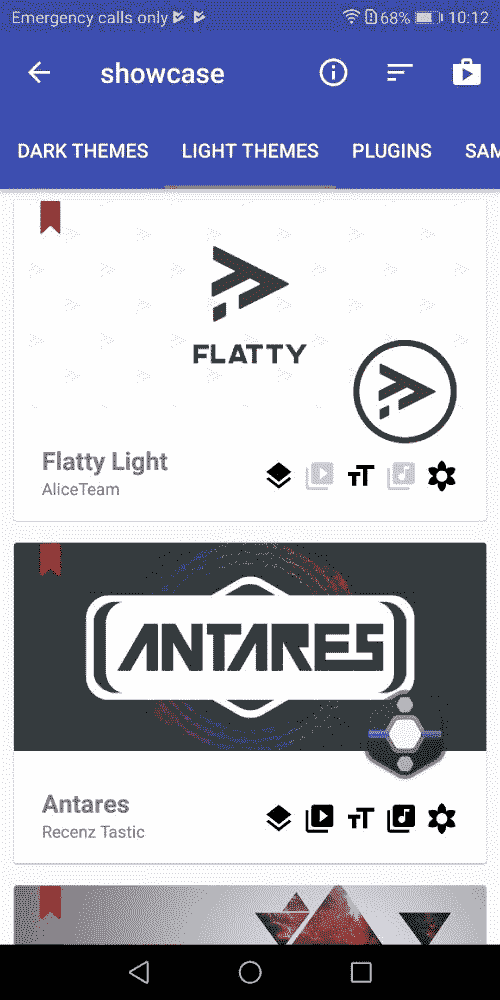 Emergency calls only 68% 10:12
showcase
DARK THEMES LIGHT THEMES PLUGINS SAM
FLATTY
Flatty Light
AliceTeam
ANTARES
Antares
Recenz Tastic